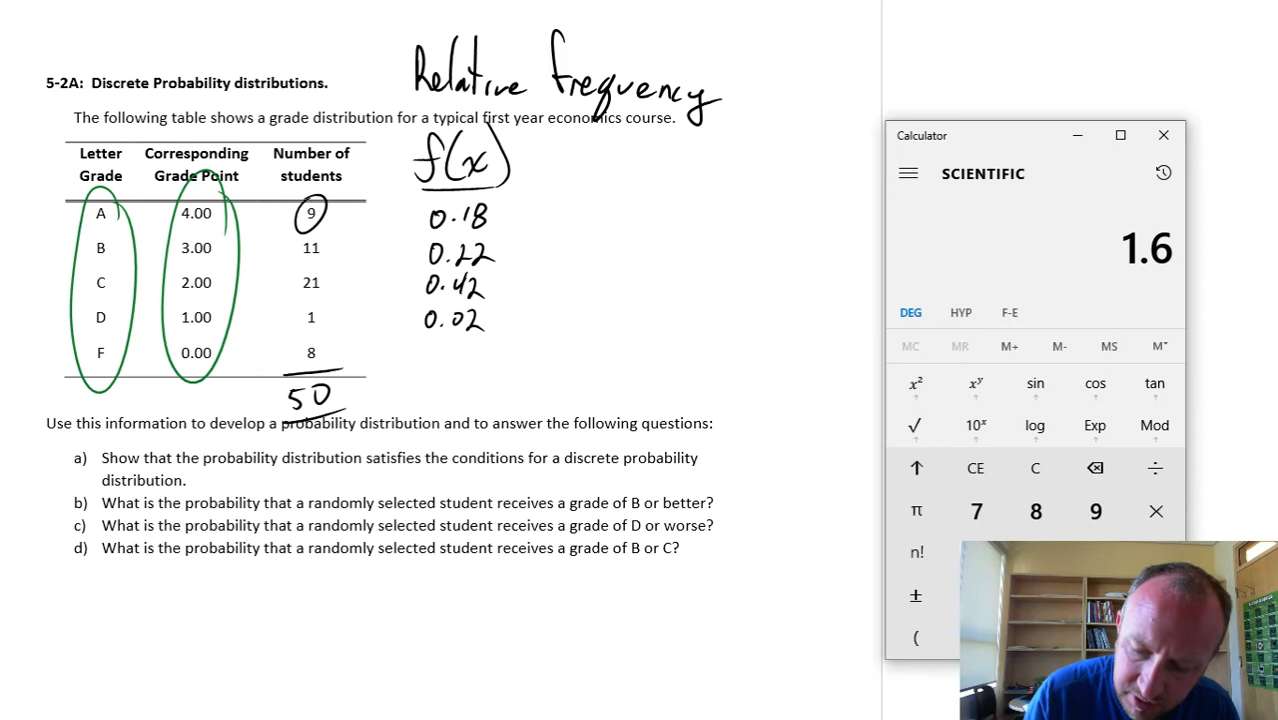 Relative frequency
5-2A: Discrete Probability distributions.
The following table shows a grade distribution for a typical first year economics course.
Letter Grade Corresponding Grade Point Number of students f(x)
A 4.00 9 0.18
B 3.00 11 0.22
C 2.00 21 0.42
D 1.00 1 0.02
F 0.00 8
50
Use this information to develop a probability distribution and to answer the following questions:
a) Show that the probability distribution satisfies the conditions for a discrete probability
distribution.
b) What is the probability that a randomly selected student receives a grade of B or better?
c) What is the probability that a randomly selected student receives a grade of D or worse?
d) What is the probability that a randomly selected student receives a grade of B or C?
Calculator
SCIENTIFIC
1.6
DEG HYP F-E
MC MR M+ M- MS M˅
x² xʸ sin cos tan
√ 10ˣ log Exp Mod
↑ CE C ⌫ ÷
π 7 8 9 ×
n!
±
(